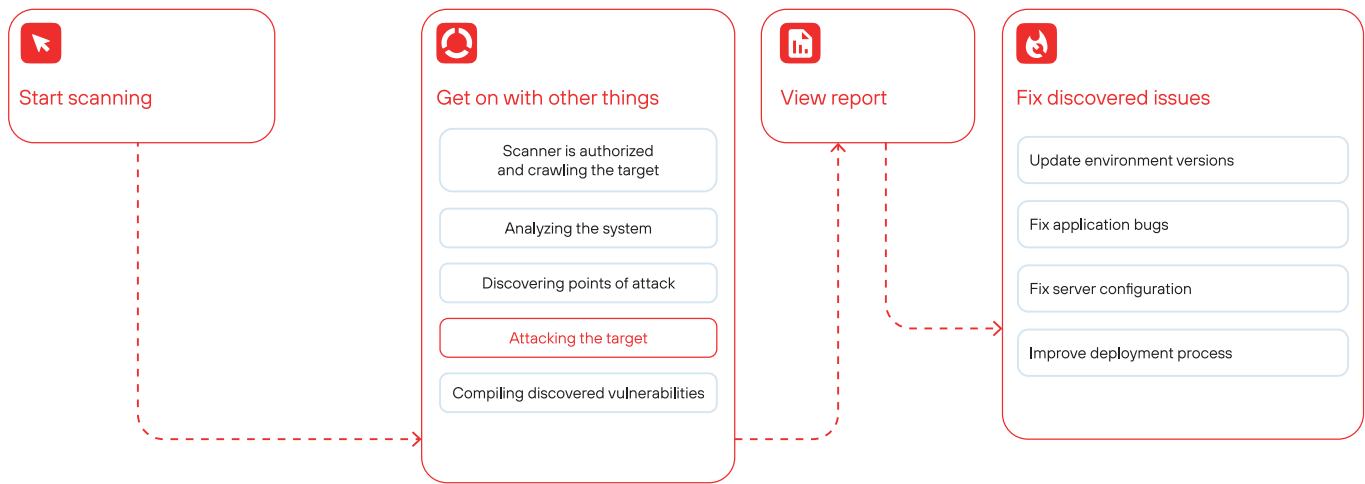 Start scanning
Get on with other things
Scanner is authorized
and crawling the target
Analyzing the system
Discovering points of attack
Attacking the target
Compiling discovered vulnerabilities
View report
Fix discovered issues
Update environment versions
Fix application bugs
Fix server configuration
Improve deployment process